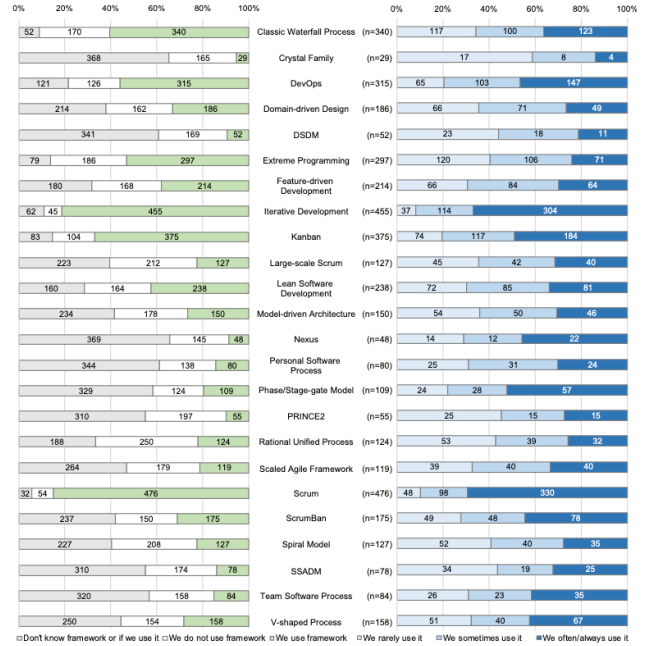 0% 20% 40% 60% 80% 100% 0% 20% 40% 60% 80% 100%
52 170 340 Classic Waterfall Process (n=340) 117 100 123
368 165 29 Crystal Family (n=29) 17 8 4
121 126 315 DevOps (n=315) 65 103 147
214 162 186 Domain-driven Design (n=186) 66 71 49
341 169 52 DSDM (n=52) 23 18 11
79 186 297 Extreme Programming (n=297) 120 106 71
180 168 214 Feature-driven Development (n=214) 66 84 64
62 45 455 Iterative Development (n=455) 37 114 304
83 104 375 Kanban (n=375) 74 117 184
223 212 127 Large-scale Scrum (n=127) 45 42 40
160 164 238 Lean Software Development (n=238) 72 85 81
234 178 150 Model-driven Architecture (n=150) 54 50 46
369 145 48 Nexus (n=48) 14 12 22
344 138 80 Personal Software Process (n=80) 25 31 24
329 124 109 Phase/Stage-gate Model (n=109) 24 28 57
310 197 55 PRINCE2 (n=55) 25 15 15
188 250 124 Rational Unified Process (n=124) 53 39 32
264 179 119 Scaled Agile Framework (n=119) 39 40 40
32 54 476 Scrum (n=476) 48 98 330
237 150 175 ScrumBan (n=175) 49 48 78
227 208 127 Spiral Model (n=127) 52 40 35
310 174 78 SSADM (n=78) 34 19 25
320 158 84 Team Software Process (n=84) 26 23 35
250 154 158 V-shaped Process (n=158) 51 40 67
Don't know framework or if we use it We do not use framework We use framework We rarely use it We sometimes use it We often/always use it